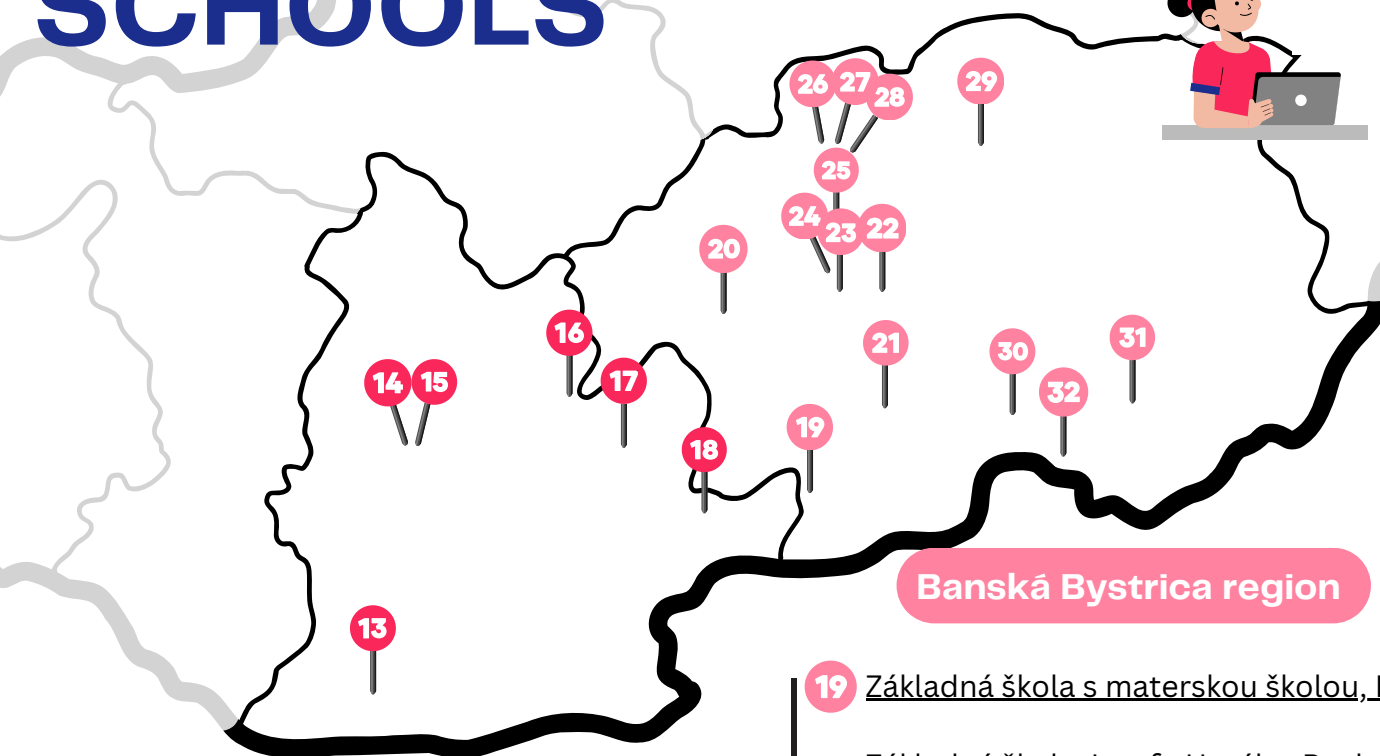 SCHOOLS
26 27 28 29
25
24 23 22
20
16
21
30 31
14 15 17
32
19
18
Banská Bystrica region
13
19 Základná škola s materskou školou,